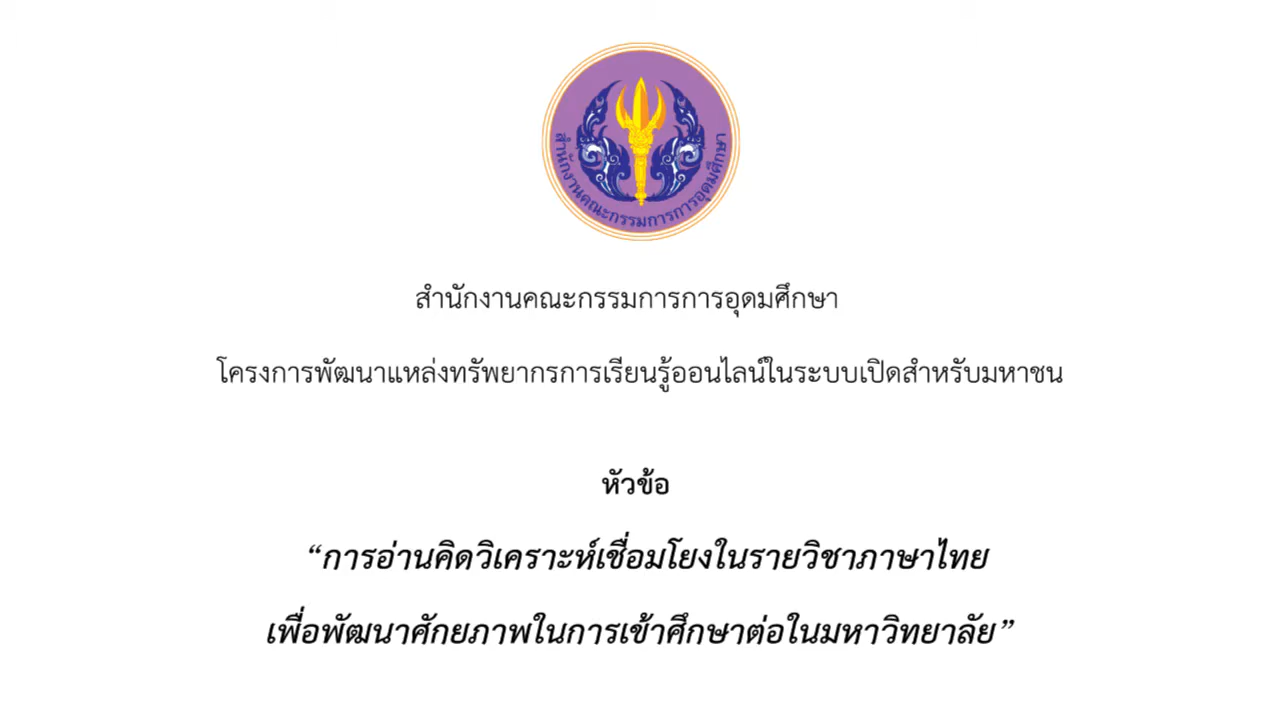 สำนักงานคณะกรรมการการอุดมศึกษา
สำนักงานคณะกรรมการการอุดมศึกษา
โครงการพัฒนาแหล่งทรัพยากรการเรียนรู้ออนไลน์ในระบบเปิดสำหรับมหาชน
หัวข้อ
“การอ่านคิดวิเคราะห์เชื่อมโยงในรายวิชาภาษาไทย
เพื่อพัฒนาศักยภาพในการเข้าศึกษาต่อในมหาวิทยาลัย”